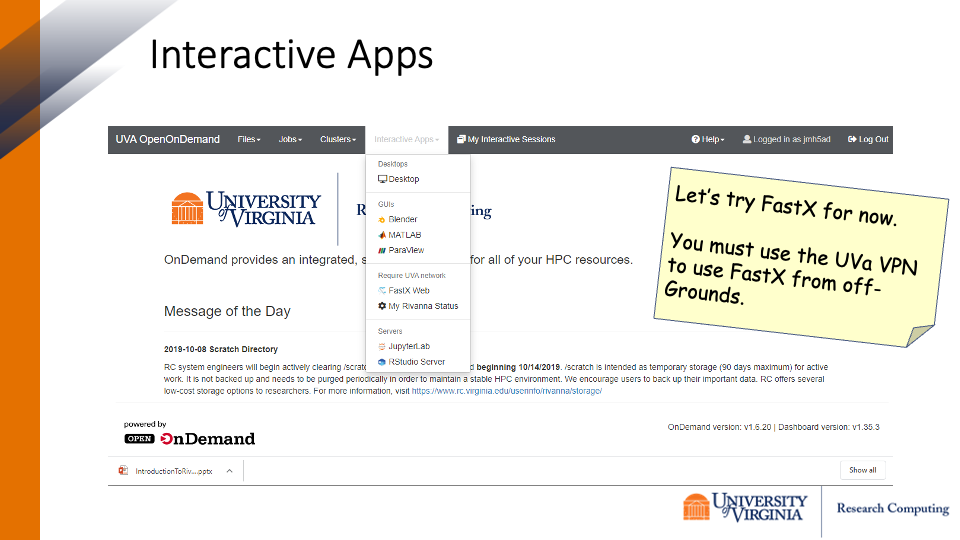 Interactive Apps
UVA OpenOnDemand Files Jobs Clusters Interactive Apps My Interactive Sessions Help Logged in as jmh5ad Log Out
Desktops
Desktop
GUIs
Blender
MATLAB
ParaView
Require UVA network
FastX Web
My Rivanna Status
Servers
JupyterLab
RStudio Server
UNIVERSITY
of VIRGINIA
R ing
OnDemand provides an integrated, s for all of your HPC resources.
Message of the Day
2019-10-08 Scratch Directory
RC system engineers will begin actively clearing /scrat d beginning 10/14/2019. /scratch is intended as temporary storage (90 days maximum) for active
work. It is not backed up and needs to be purged periodically in order to maintain a stable HPC environment. We encourage users to back up their important data. RC offers several
low-cost storage options to researchers. For more information, visit https://www.rc.virginia.edu/userinfo/rivanna/storage/
Let's try FastX for now.
You must use the UVa VPN
to use FastX from off-
Grounds.
powered by
OPEN OnDemand
OnDemand version: v1.6.20 | Dashboard version: v1.35.3
IntroductionToRiv....pptx
Show all
UNIVERSITY
of VIRGINIA
Research Computing